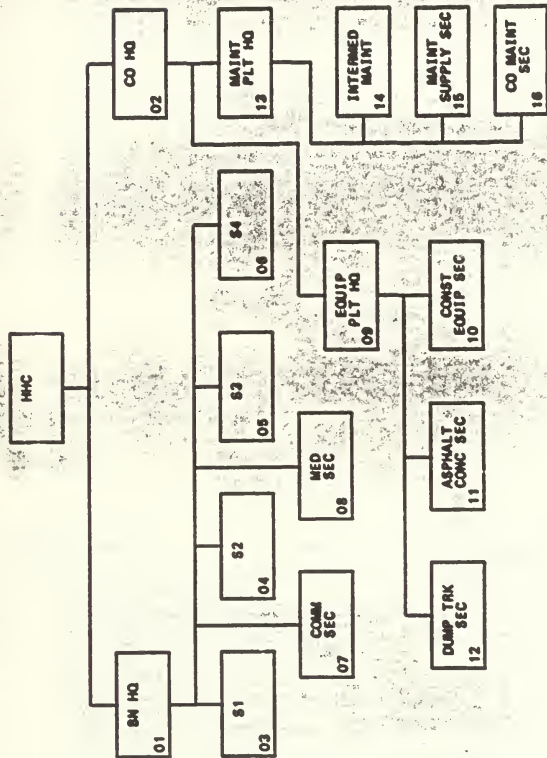 HHC
BN HQ
01
CO HQ
02
S1
03
S2
04
S3
05
S4
06
MAINT
PLT HQ
13
COMM
SEC
07
MED
SEC
08
EQUIP
PLT HQ
09
INTERMED
MAINT
14
MAINT
SUPPLY SEC
15
CO MAINT
SEC
16
DUMP TRK
SEC
12
ASPHALT
CONC SEC
11
CONST
EQUIP SEC
10